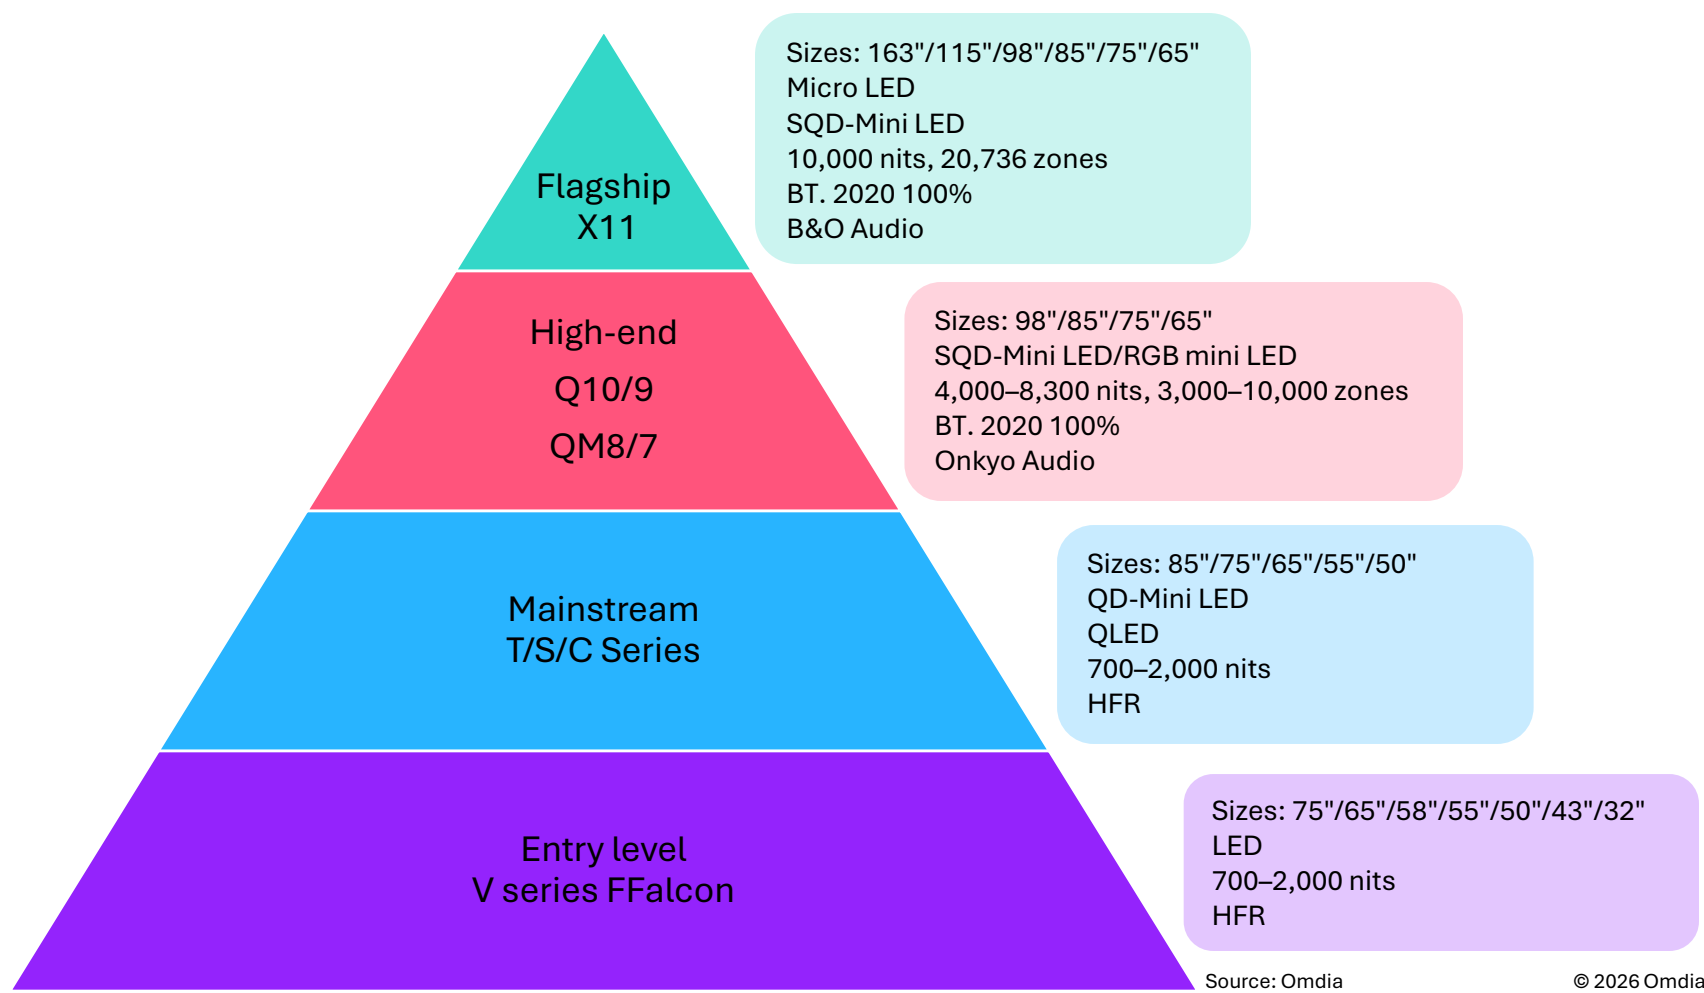 Flagship
X11
Sizes: 163"/115"/98"/85"/75"/65"
Micro LED
SQD-Mini LED
10,000 nits, 20,736 zones
BT. 2020 100%
B&O Audio
High-end
Q10/9
QM8/7
Sizes: 98"/85"/75"/65"
SQD-Mini LED/RGB mini LED
4,000–8,300 nits, 3,000–10,000 zones
BT. 2020 100%
Onkyo Audio
Mainstream
T/S/C Series
Sizes: 85"/75"/65"/55"/50"
QD-Mini LED
QLED
700–2,000 nits
HFR
Entry level
V series FFalcon
Sizes: 75"/65"/58"/55"/50"/43"/32"
LED
700–2,000 nits
HFR
Source: Omdia
© 2026 Omdia